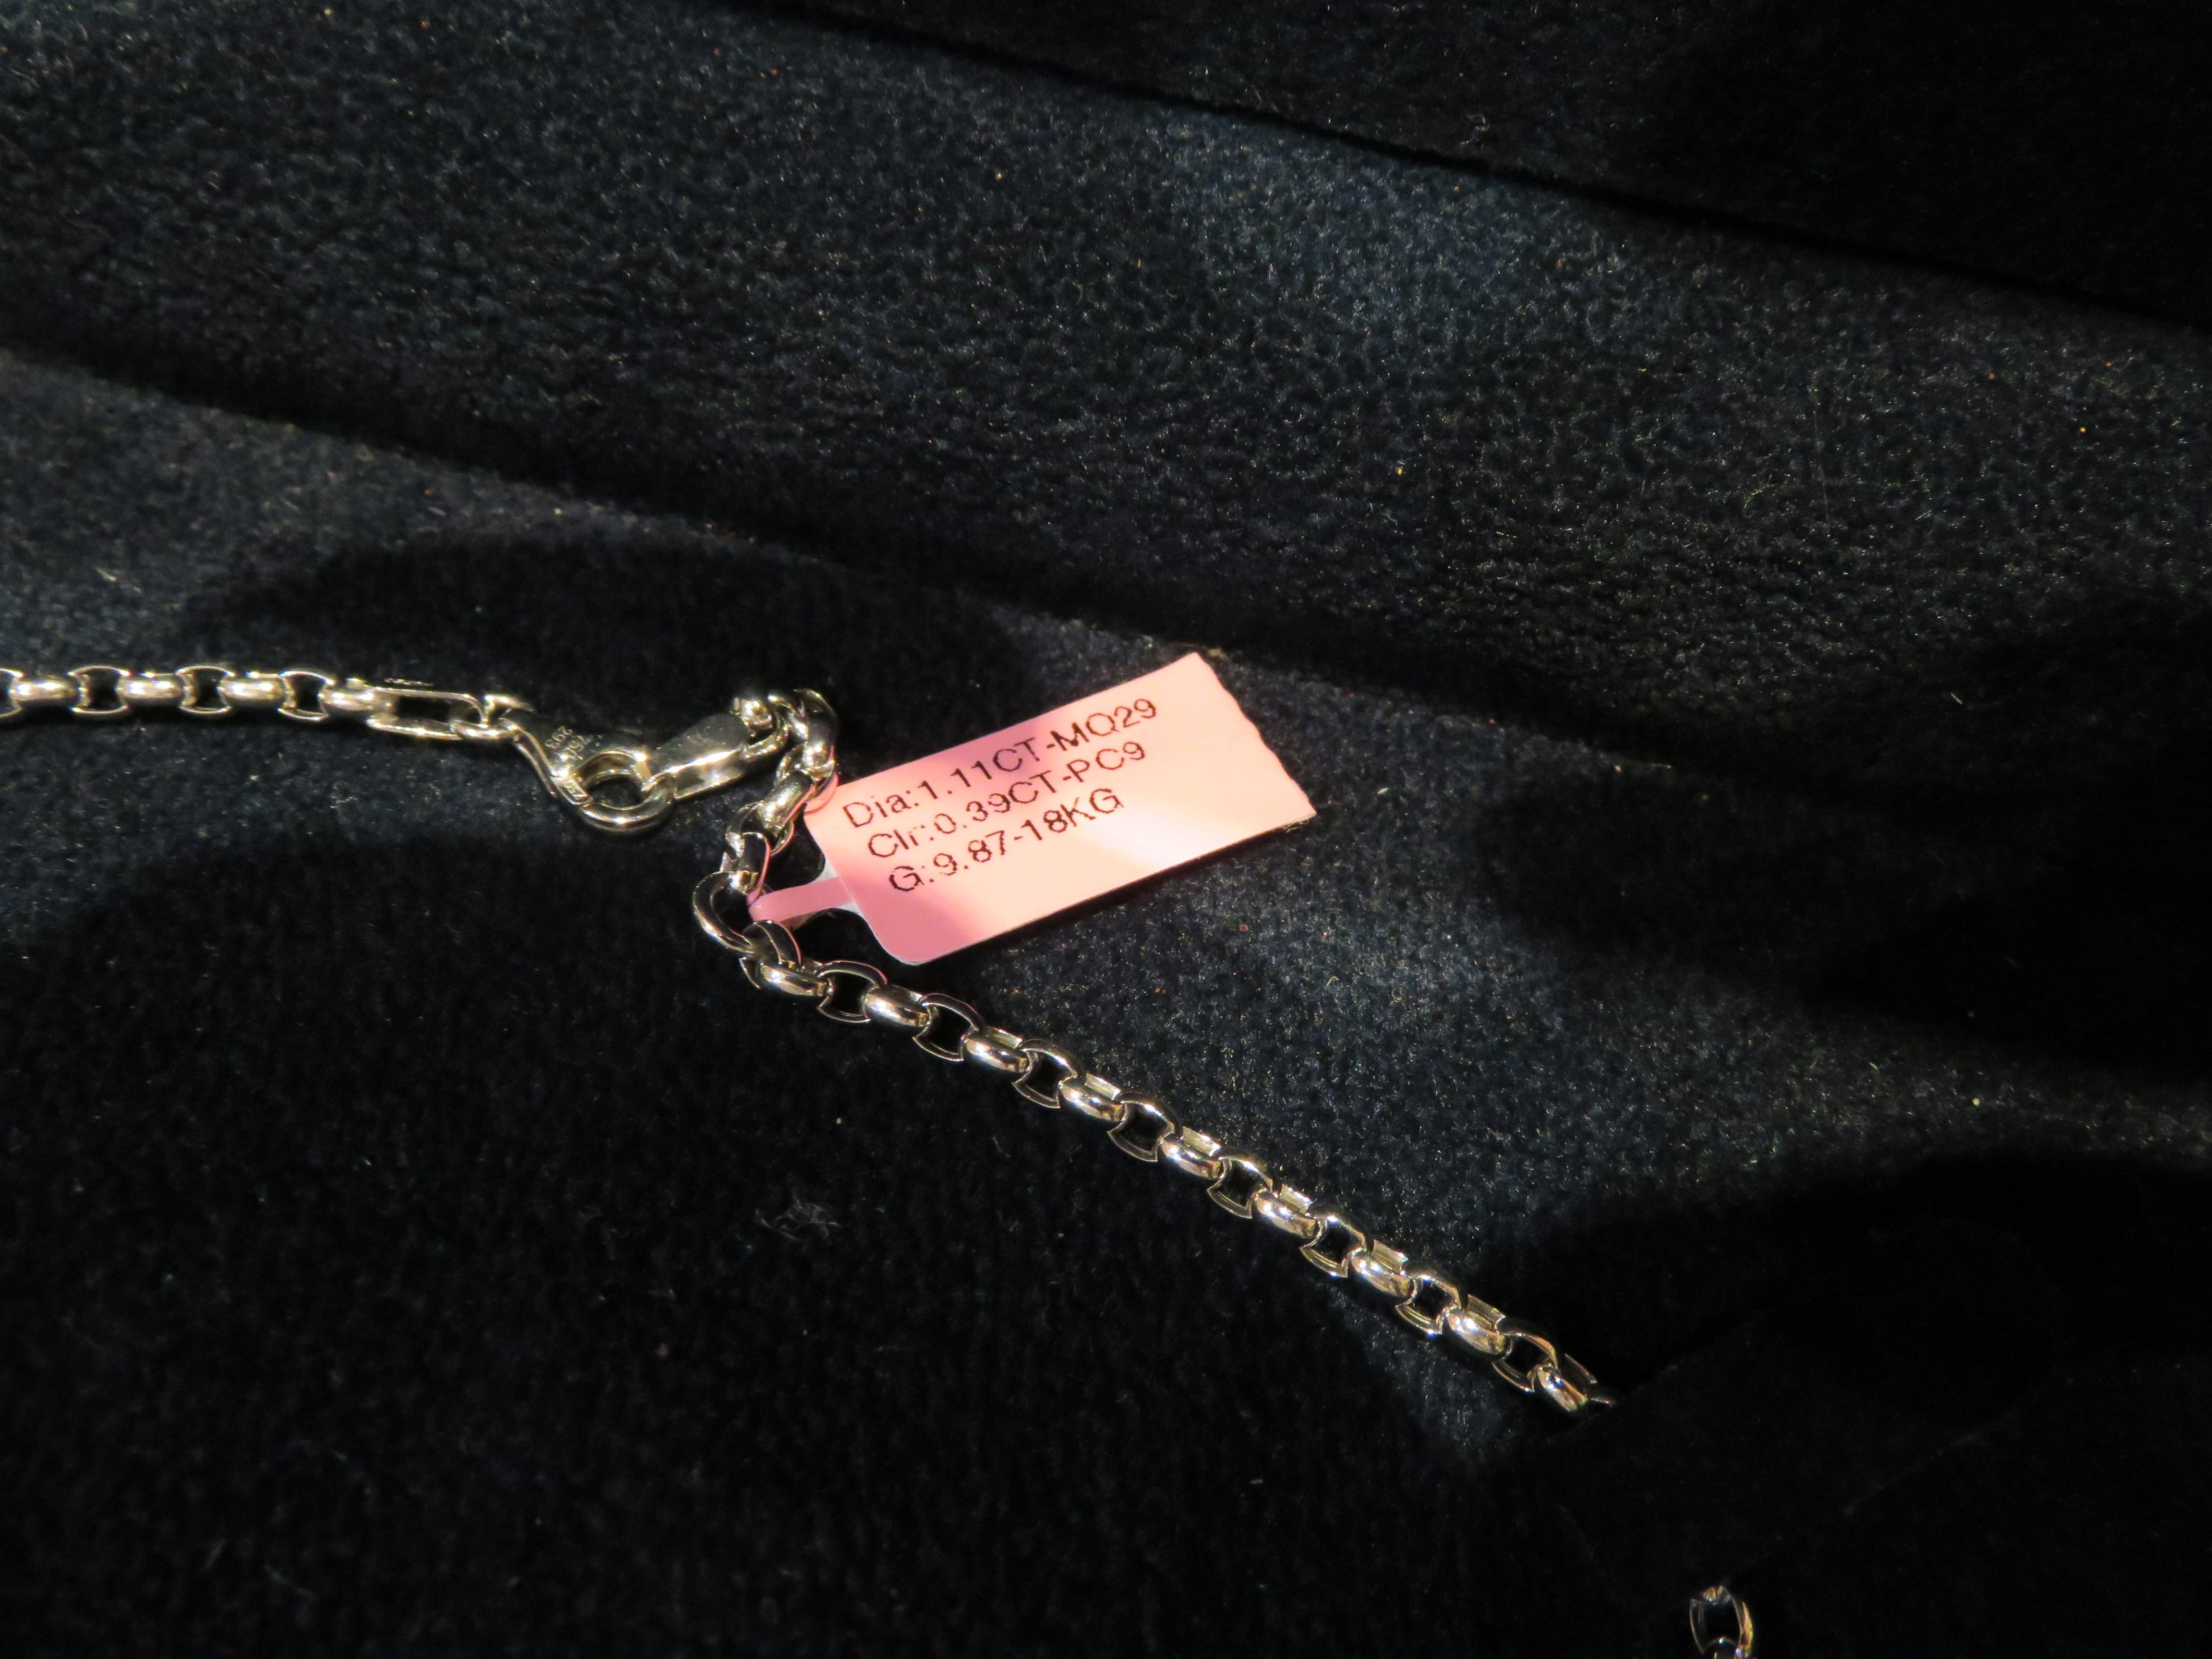 Dia:1.11CT-MQ29
Clr:0.39CT-PC9
G:9.87-18KG